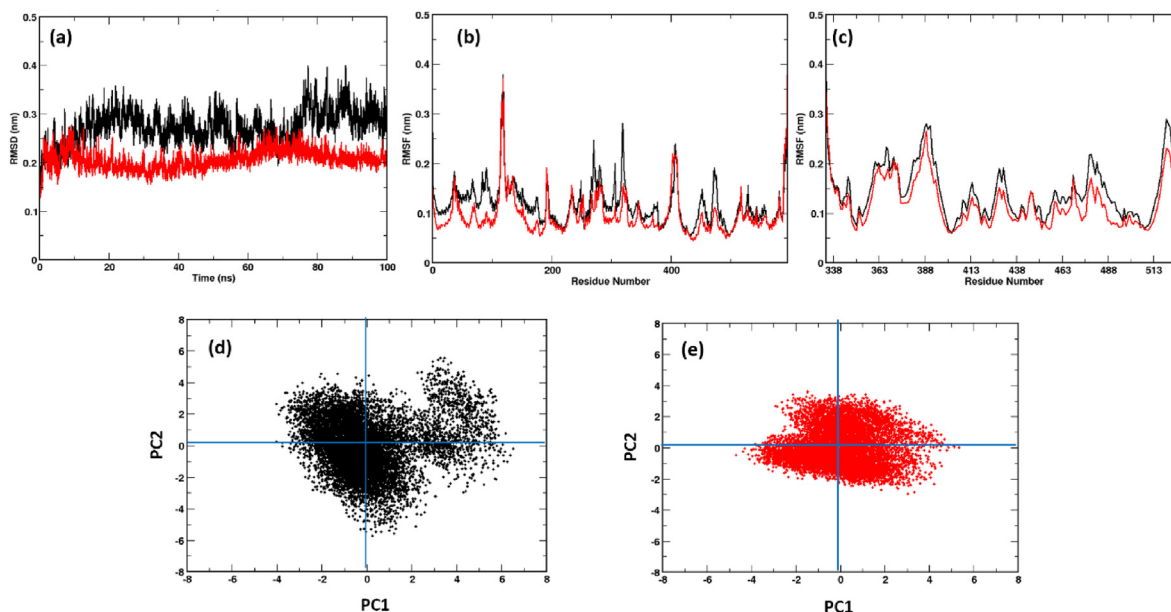 (a)
RMSD (nm)
0.5
0.4
0.3
0.2
0.1
0
0 20 40 60 80 100
Time (ns)
(b)
RMSF (nm)
0.5
0.4
0.3
0.2
0.1
0
0 200 400
Residue Number
(c)
RMSF (nm)
0.5
0.4
0.3
0.2
0.1
0
338 363 388 413 438 463 488 513
Residue Number
(d)
PC2
8
6
4
2
0
-2
-4
-6
-8
-8 -6 -4 -2 0 2 4 6 8
PC1
(e)
PC2
8
6
4
2
0
-2
-4
-6
-8
-8 -6 -4 -2 0 2 4 6 8
PC1